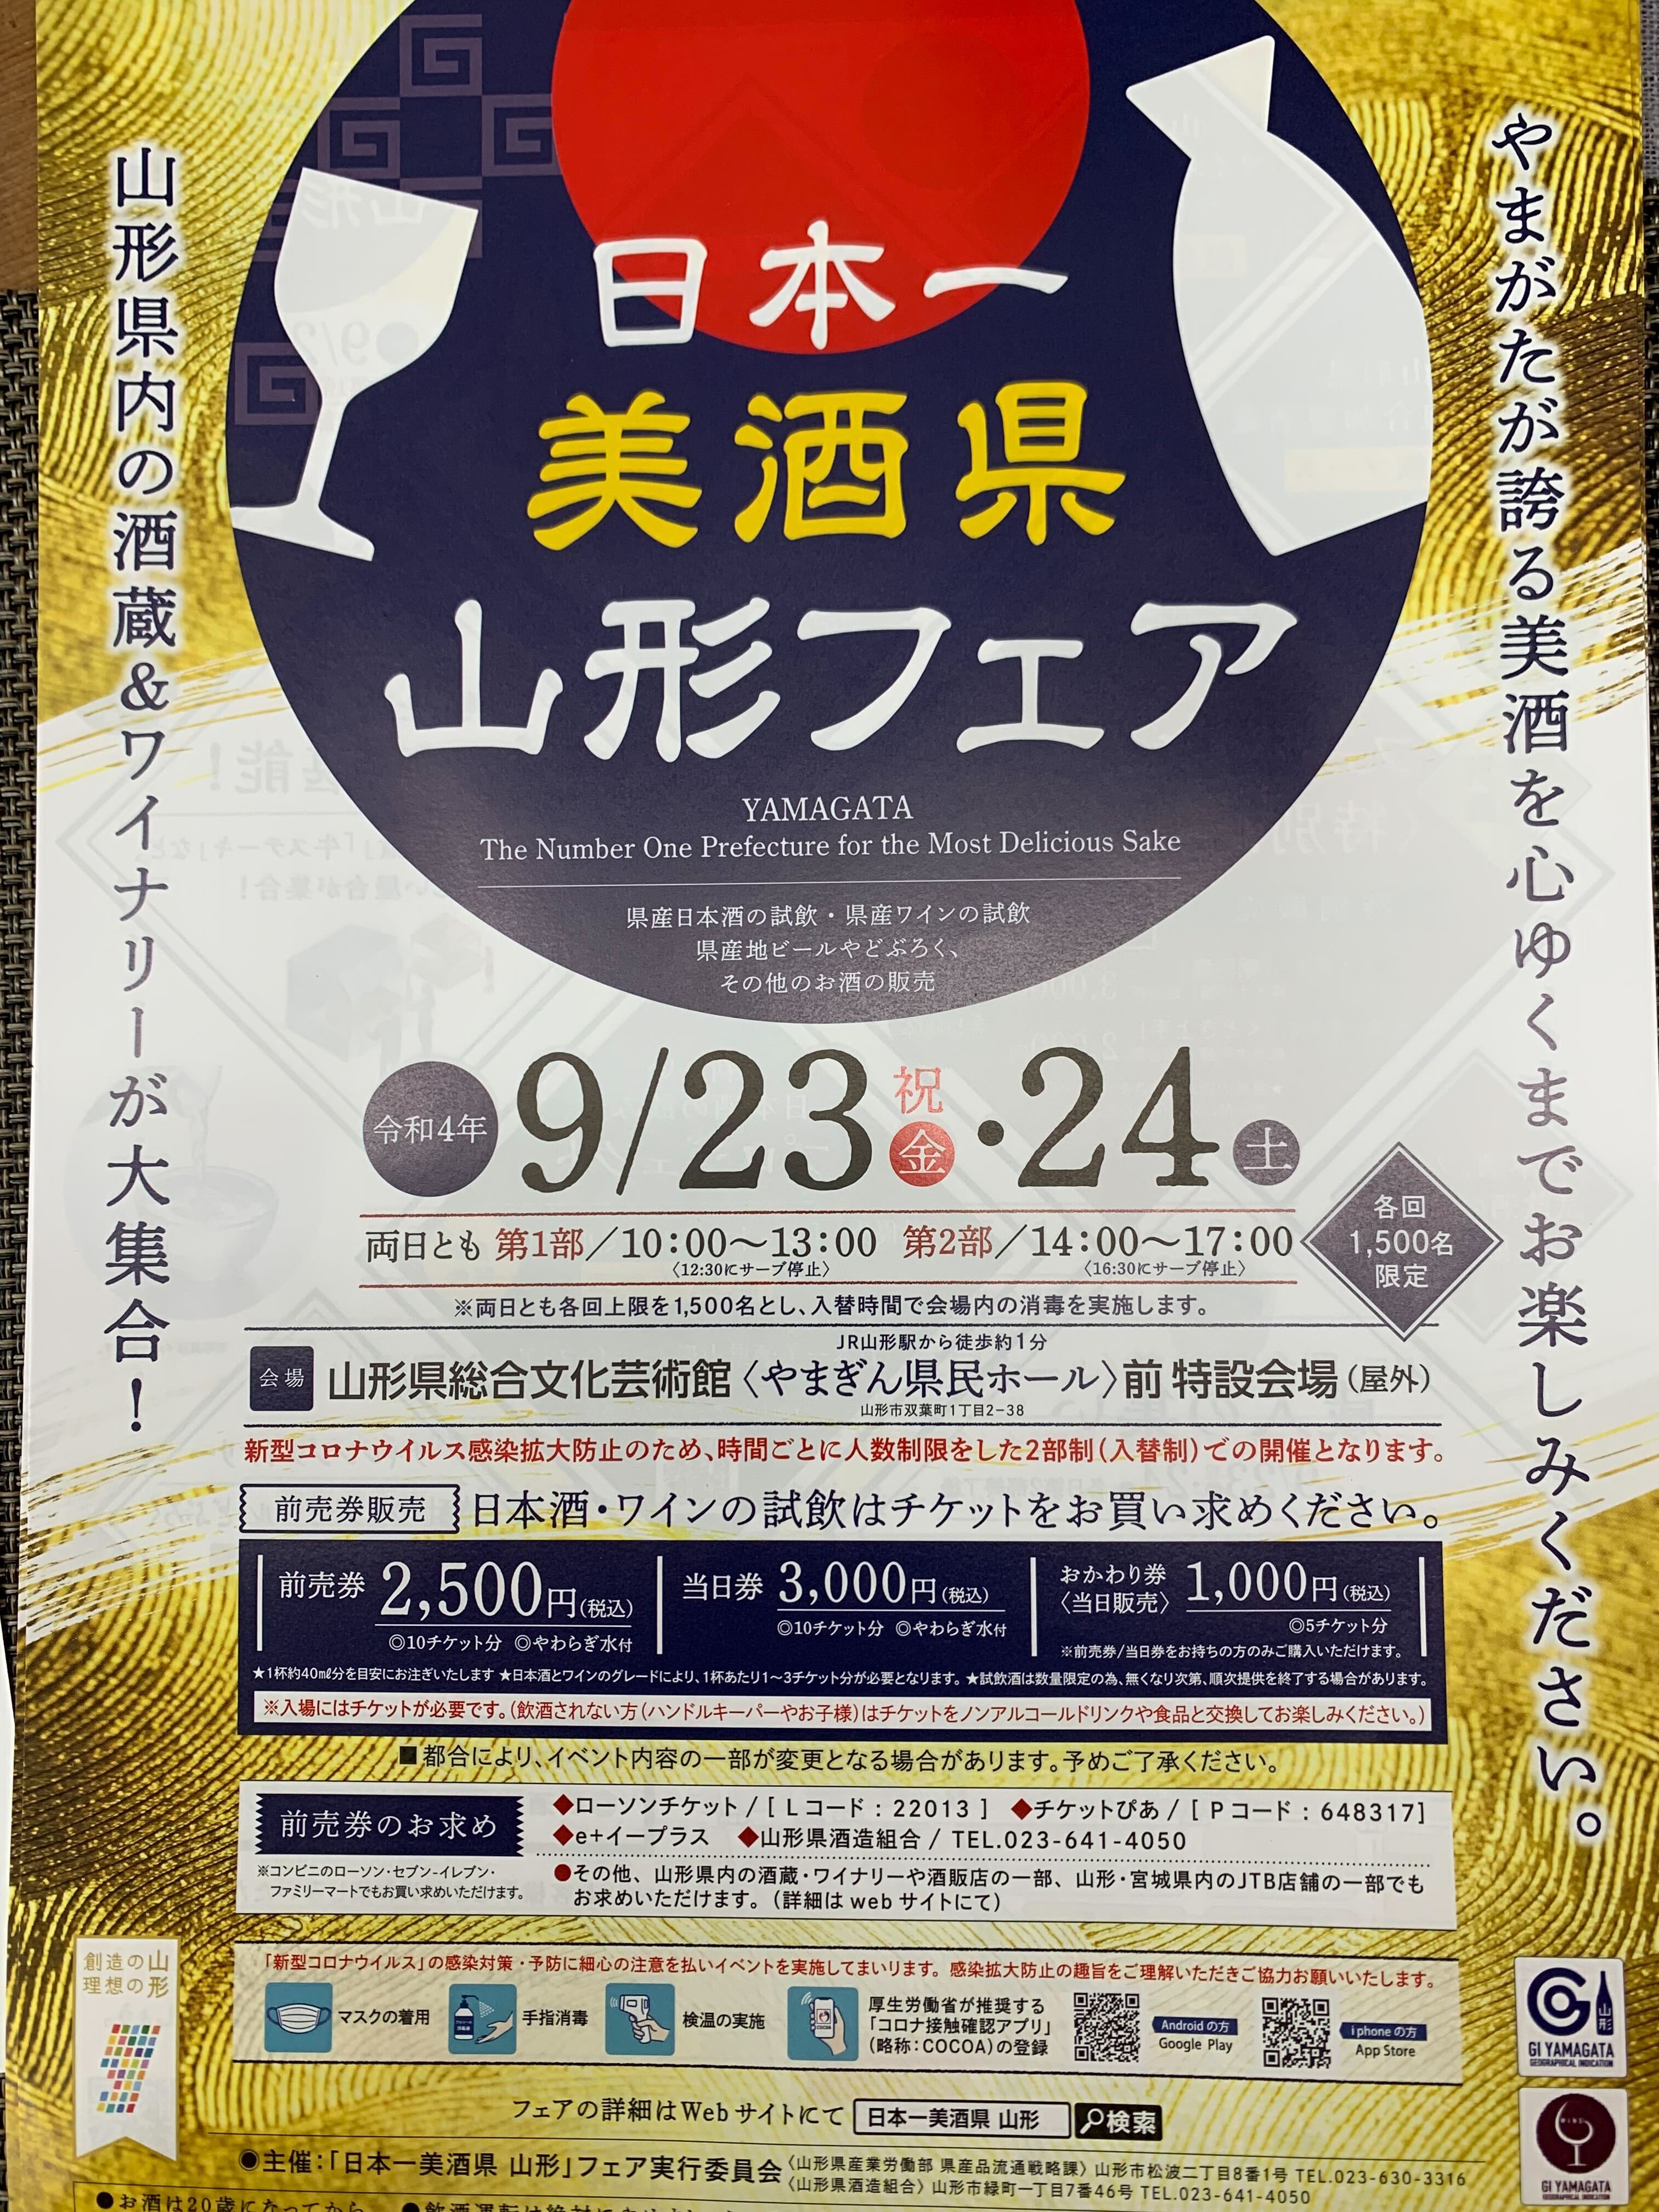 やまがたが誇る美酒を心ゆくまでお楽しみください。
山形県内の酒蔵&ワイナリーが大集合!
日本一
美酒県
山形フェア
YAMAGATA
The Number One Prefecture for the Most Delicious Sake
県産日本酒の試飲・県産ワインの試飲
県産地ビールやどぶろく、
その他のお酒の販売
令和4年 9/23 祝 金・24 土
両日とも 第1部/10:00~13:00 第2部/14:00~17:00
〈12:30にサーブ停止〉 〈16:30にサーブ停止〉
各回
1,500名
限定
※両日とも各回上限を1,500名とし、入替時間で会場内の消毒を実施します。
JR山形駅から徒歩約1分
会場 山形県総合文化芸術館〈やまぎん県民ホール〉前 特設会場(屋外)
山形市双葉町1丁目2-38
新型コロナウイルス感染拡大防止のため、時間ごとに人数制限をした2部制(入替制)での開催となります。
前売券販売 日本酒・ワインの試飲はチケットをお買い求めください。
前売券 2,500円(税込)
◎10チケット分 ◎やわらぎ水付
当日券 3,000円(税込)
◎10チケット分 ◎やわらぎ水付
おかわり券
〈当日販売〉 1,000円(税込)
◎5チケット分
※前売券/当日券をお持ちの方のみご購入いただけます。
★1杯約40㎖分を目安にお注ぎいたします ★日本酒とワインのグレードにより、1杯あたり1~3チケット分が必要となります。 ★試飲酒は数量限定の為、無くなり次第、順次提供を終了する場合があります。
※入場にはチケットが必要です。(飲酒されない方(ハンドルキーパーやお子様)はチケットをノンアルコールドリンクや食品と交換してお楽しみください。)
■都合により、イベント内容の一部が変更となる場合があります。予めご了承ください。
前売券のお求め
※コンビニのローソン・セブン-イレブン・
ファミリーマートでもお買い求めいただけます。
◆ローソンチケット / [ Lコード : 22013 ] ◆チケットぴあ / [ Pコード : 648317]
◆e+イープラス ◆山形県酒造組合 / TEL.023-641-4050
●その他、山形県内の酒蔵・ワイナリーや酒販店の一部、山形・宮城県内のJTB店舗の一部でも
お求めいただけます。(詳細は web サイトにて)
「新型コロナウイルス」の感染対策・予防に細心の注意を払いイベントを実施してまいります。感染拡大防止の趣旨をご理解いただきご協力お願いいたします。
マスクの着用
手指消毒
検温の実施
厚生労働省が推奨する
「コロナ接触確認アプリ」
(略称:COCOA)の登録
Android の方
Google Play
iphone の方
App Store
創造の山形
理想の
山形
GI YAMAGATA
GEOGRAPHICAL INDICATION
GI YAMAGATA
GEOGRAPHICAL INDICATION
フェアの詳細はWebサイトにて 日本一美酒県 山形 検索
●主催:「日本一美酒県 山形」フェア実行委員会
〈山形県産業労働部 県産品流通戦略課〉山形市松波二丁目8番1号 TEL.023-630-3316
〈山形県酒造組合〉山形市緑町一丁目7番46号 TEL.023-641-4050
●お酒は20歳になってから